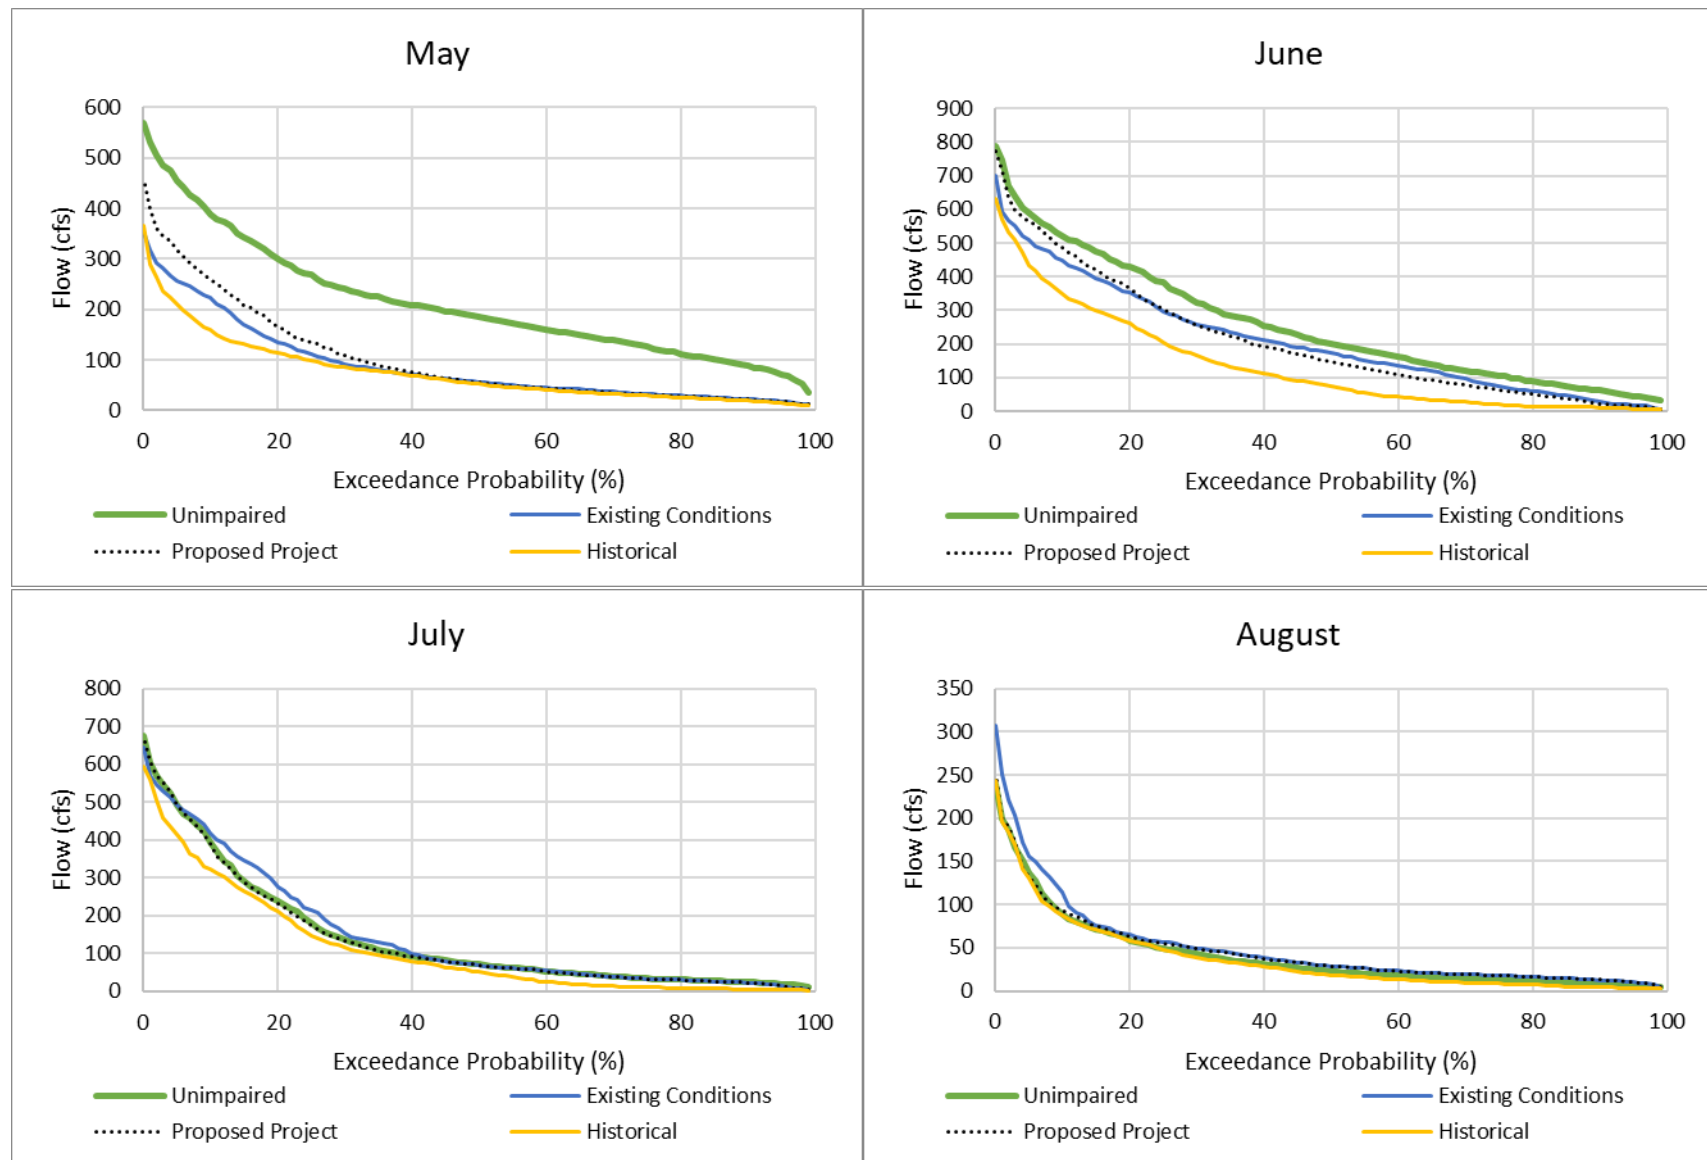 May
600
500
400
300
200
100
0
Flow (cfs)
0 20 40 60 80 100
Exceedance Probability (%)
Unimpaired Existing Conditions
Proposed Project Historical
June
900
800
700
600
500
400
300
200
100
0
Flow (cfs)
0 20 40 60 80 100
Exceedance Probability (%)
Unimpaired Existing Conditions
Proposed Project Historical
July
800
700
600
500
400
300
200
100
0
Flow (cfs)
0 20 40 60 80 100
Exceedance Probability (%)
Unimpaired Existing Conditions
Proposed Project Historical
August
350
300
250
200
150
100
50
0
Flow (cfs)
0 20 40 60 80 100
Exceedance Probability (%)
Unimpaired Existing Conditions
Proposed Project Historical